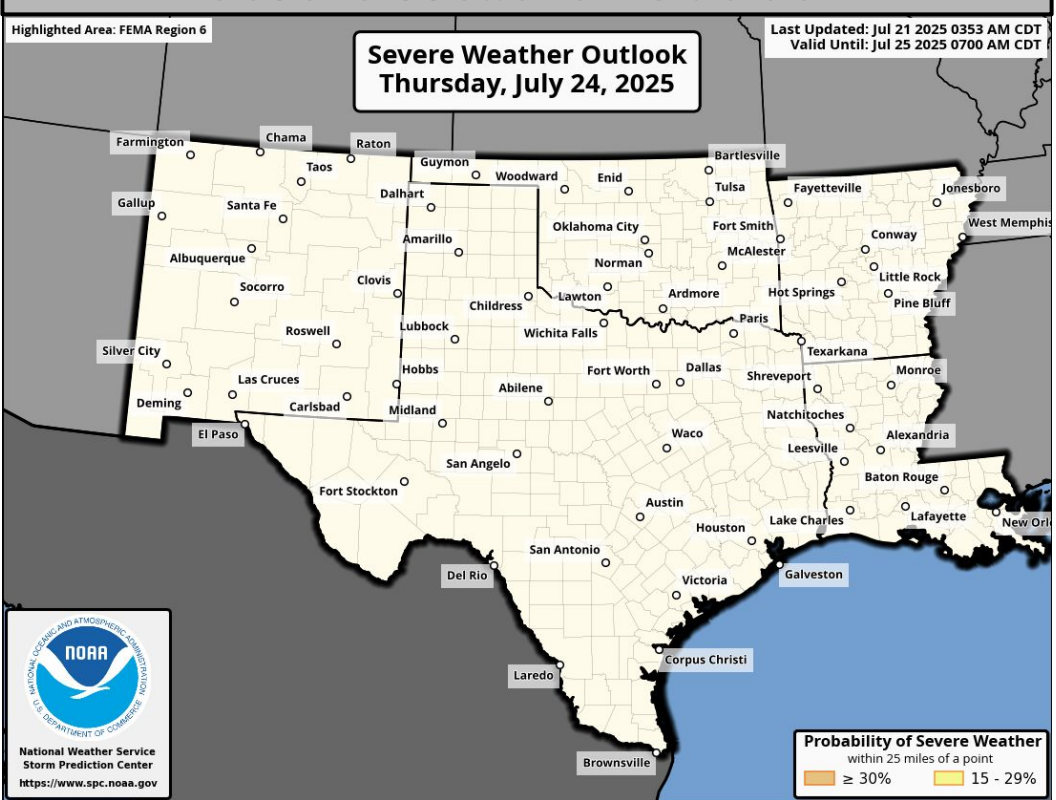 Highlighted Area: FEMA Region 6
Severe Weather Outlook
Thursday, July 24, 2025
Last Updated: Jul 21 2025 0353 AM CDT
Valid Until: Jul 25 2025 0700 AM CDT
Farmington
Chama
Raton
Taos
Guymon
Woodward
Enid
Bartlesville
Tulsa
Fayetteville
Jonesboro
Gallup
Santa Fe
Dalhart
West Memphis
Albuquerque
Amarillo
Oklahoma City
Norman
Fort Smith
McAlester
Conway
Little Rock
Socorro
Clovis
Childress
Lawton
Ardmore
Hot Springs
Pine Bluff
Roswell
Lubbock
Wichita Falls
Paris
Texarkana
Silver City
Las Cruces
Hobbs
Fort Worth
Dallas
Shreveport
Monroe
Deming
Carlsbad
Midland
Abilene
Natchitoches
El Paso
San Angelo
Waco
Leesville
Alexandria
Fort Stockton
Austin
Baton Rouge
Houston
Lake Charles
Lafayette
New Orl
Del Rio
San Antonio
Victoria
Galveston
Laredo
Corpus Christi
Brownsville
NATIONAL OCEANIC AND ATMOSPHERIC ADMINISTRATION
U.S. DEPARTMENT OF COMMERCE
NOAA
National Weather Service
Storm Prediction Center
https://www.spc.noaa.gov
Probability of Severe Weather
within 25 miles of a point
≥ 30%
15 - 29%